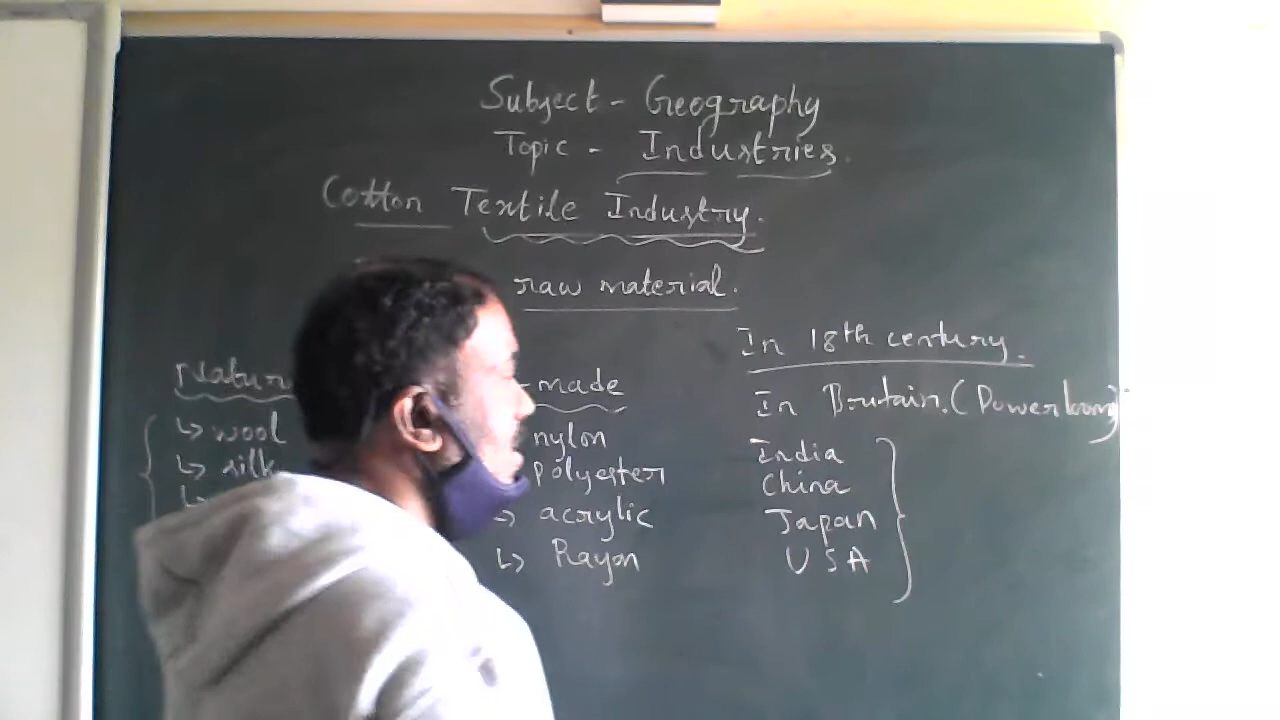 Subject - Geography
Topic - Industries.
Cotton Textile Industry.
raw material.
Natur
↳ wool
↳ silk
↳
-made
nylon
polyester
↳ acrylic
↳ Rayon
In 18th century.
In Britain. (Powerloom)
India
China
Japan
USA